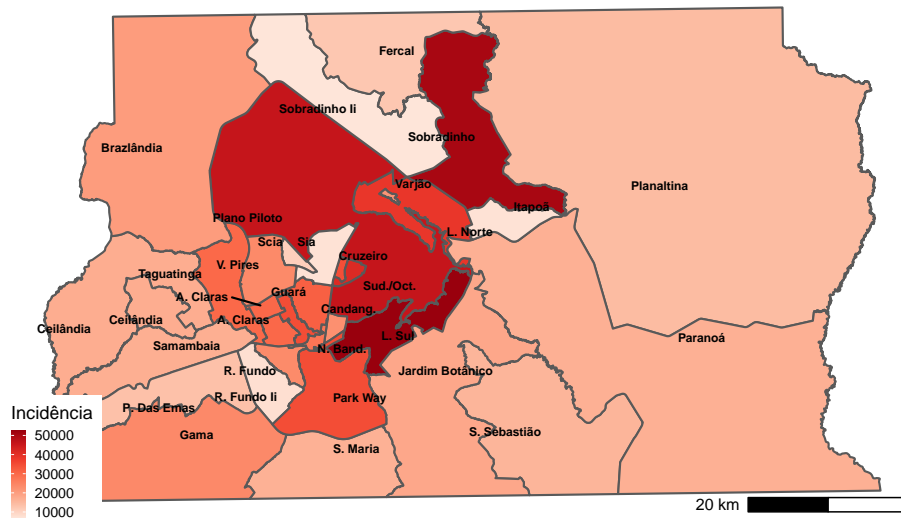 Fercal
Sobradinho Ii
Sobradinho
Brazlândia
Varjão
Planaltina
Itapoã
Plano Piloto
L. Norte
Scia
Sia
Cruzeiro
V. Pires
Taguatinga
Sud./Oct.
Guará
A. Claras
Candang.
Ceilândia
Ceilândia
A. Claras
L. Sul
Paranoá
Samambaia
N. Band.
R. Fundo
Jardim Botânico
R. Fundo Ii
Park Way
P. Das Emas
Gama
S. Sebastião
S. Maria
Incidência
50000
40000
30000
20000
10000
20 km